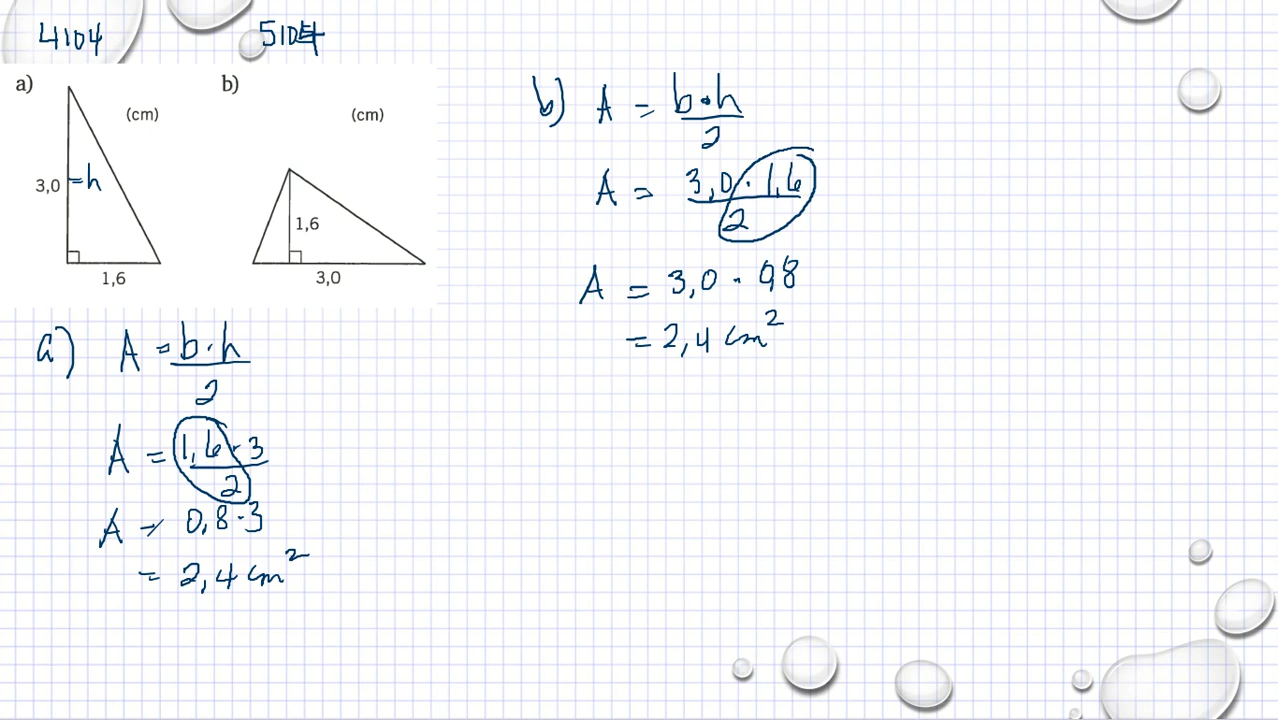 4104 5104
a) b)
(cm) (cm)
3,0 = h
1,6
1,6 3,0
a) A = b · h / 2
A = 1,6 · 3 / 2
A = 0,8 · 3
= 2,4 cm²
b) A = b · h / 2
A = 3,0 · 1,6 / 2
A = 3,0 · 0,8
= 2,4 cm²